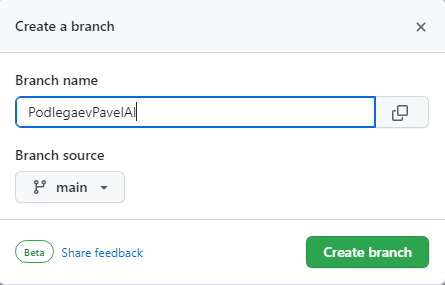 Create a branch
Branch name
PodlegaevPavelAl
Branch source
main
Beta Share feedback
Create branch